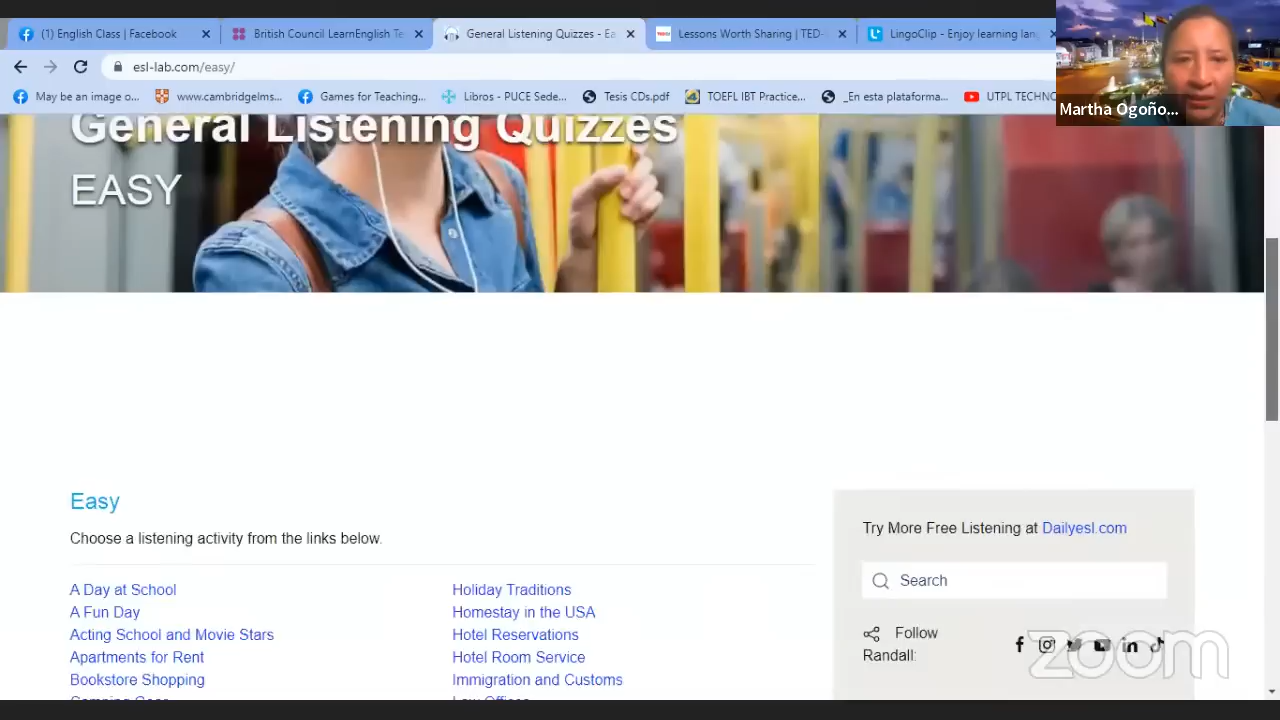 (1) English Class | Facebook
British Council LearnEnglish Te
General Listening Quizzes - Ea
Lessons Worth Sharing | TED-
LingoClip - Enjoy learning lang
esl-lab.com/easy/
May be an image o...
www.cambridgelms...
Games for Teaching...
Libros - PUCE Sede...
Tesis CDs.pdf
TOEFL IBT Practice...
_En esta plataforma...
UTPL TECHNO
Martha Ogoño...
General Listening Quizzes
EASY
Easy
Choose a listening activity from the links below.
A Day at School
A Fun Day
Acting School and Movie Stars
Apartments for Rent
Bookstore Shopping
Holiday Traditions
Homestay in the USA
Hotel Reservations
Hotel Room Service
Immigration and Customs
Try More Free Listening at Dailyesl.com
Search
Follow
Randall:
zoom